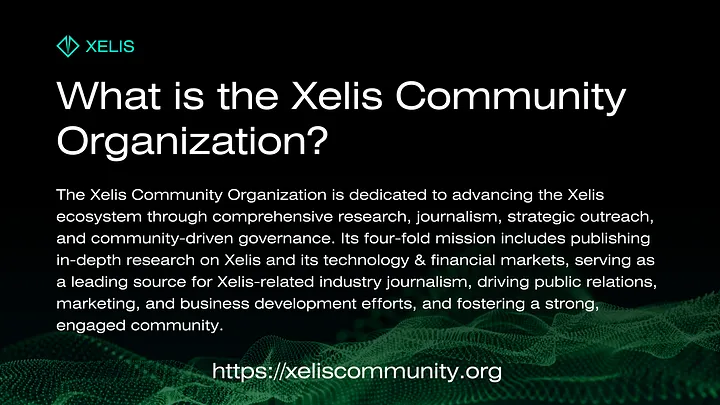 XELIS
What is the Xelis Community
Organization?
The Xelis Community Organization is dedicated to advancing the Xelis
ecosystem through comprehensive research, journalism, strategic outreach,
and community-driven governance. Its four-fold mission includes publishing
in-depth research on Xelis and its technology & financial markets, serving as
a leading source for Xelis-related industry journalism, driving public relations,
marketing, and business development efforts, and fostering a strong,
engaged community.
https://xeliscommunity.org